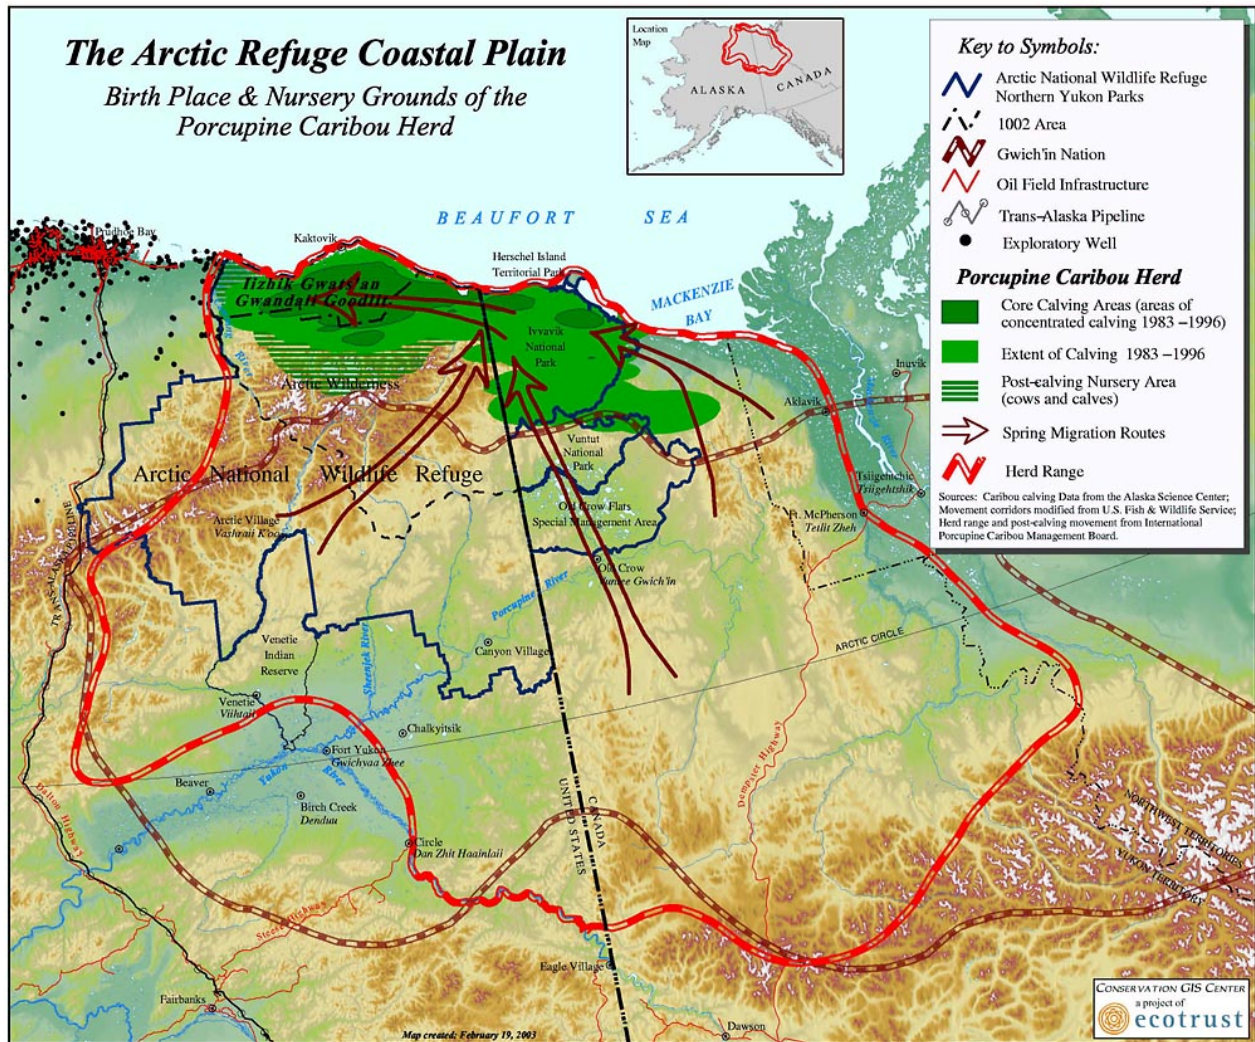 The Arctic Refuge Coastal Plain
Birth Place & Nursery Grounds of the
Porcupine Caribou Herd
Location
Map
ALASKA
CANADA
Key to Symbols:
Arctic National Wildlife Refuge
Northern Yukon Parks
1002 Area
Gwich'in Nation
Oil Field Infrastructure
Trans-Alaska Pipeline
Exploratory Well
Porcupine Caribou Herd
Core Calving Areas (areas of
concentrated calving 1983 –1996)
Extent of Calving 1983 –1996
Post-calving Nursery Area
(cows and calves)
Spring Migration Routes
Herd Range
Sources: Caribou calving Data from the Alaska Science Center;
Movement corridors modified from U.S. Fish & Wildlife Service;
Herd range and post-calving movement from International
Porcupine Caribou Management Board.
BEAUFORT SEA
Prudhoe Bay
Kaktovik
Herschel Island
Territorial Park
MACKENZIE
BAY
Iizhik Gwats'an
Gwandaii Goodlit
River
Ivvavik
National
Park
Inuvik
Arctic Wilderness
Aklavik
River
Vuntut
National
Park
Arctic National Wildlife Refuge
Tsiigehtchic
Tsiigehtshik
Old Crow Flats
Special Management Area
Arctic Village
Vashraii K'oo
Ft. McPherson
Tetlit Zheh
TRANS-ALASKA PIPELINE
Old Crow
Vuntee Gwich'in
Porcupine River
Venetie
Indian
Reserve
Sheenjek River
Canyon Village
ARCTIC CIRCLE
Venetie
Viihtaii
Chalkyitsik
Fort Yukon
Gwichyaa Zhee
Beaver
Yukon
River
Birch Creek
Denduu
Dalton Highway
Dempster Highway
CANADA
UNITED STATES
Circle
Dan Zhit Haainlaii
NORTHWEST TERRITORIES
YUKON TERRITORY
Steese Highway
Eagle Village
Fairbanks
Dawson
Map created: February 19, 2003
CONSERVATION GIS CENTER
a project of
ecotrust